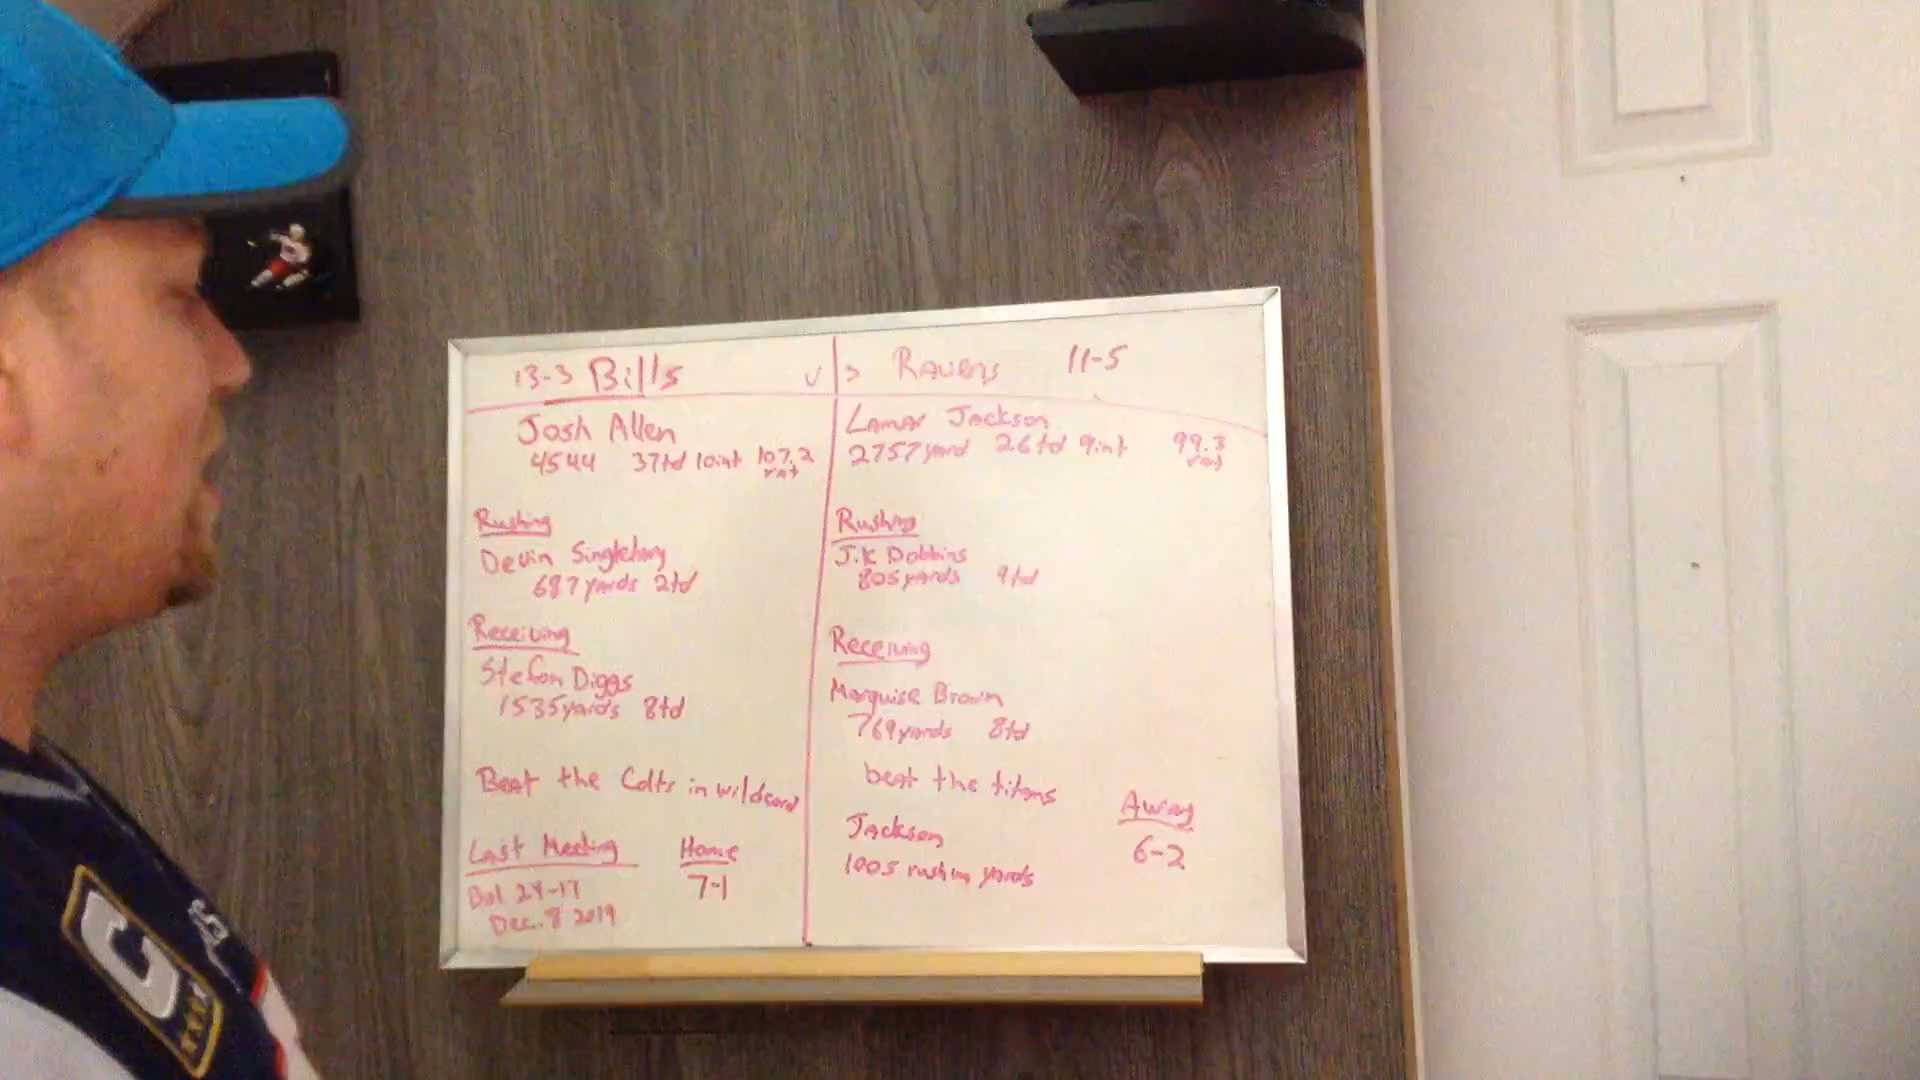 13-3 Bills vs Ravens 11-5
Josh Allen
4544 37td 10int 107.2
rat
Rushing
Devin Singletary
687 yards 2td
Receiving
Stefon Diggs
1535 yards 8td
Beat the Colts in wildcard
Last Meeting
Bal 24-17
Dec. 8 2019
Home
7-1
Lamar Jackson
2757 yard 26td 9int 99.3
rat
Rushing
J.K Dobbins
805 yards 9td
Receiving
Marquise Brown
769 yards 8td
beat the titans
Jackson
1005 rushing yards
Away
6-2
C